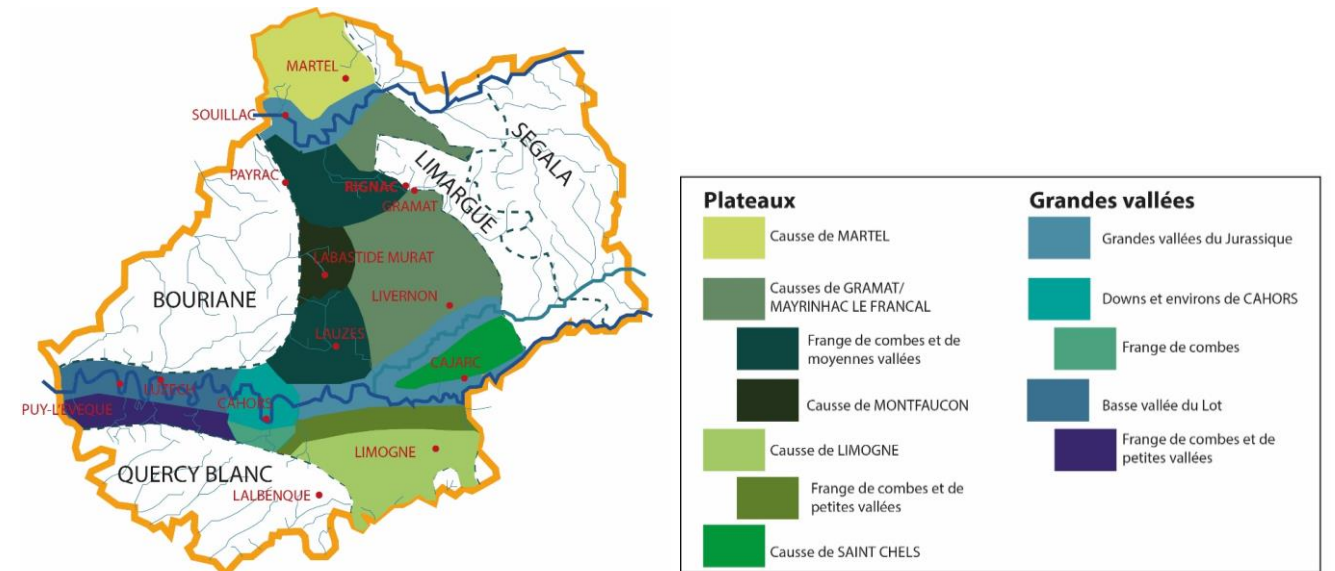 MARTEL
SOUILLAC
SEGALA
LIMARGUE
PAYRAC
RIGNAC
GRAMAT
LABASTIDE MURAT
BOURIANE
LIVERNON
LAUZES
CAJARC
LUZECH
PUY-LEVEQUE
CAHORS
LIMOGNE
QUERCY BLANC
LALBENQUE
Plateaux
Causse de MARTEL
Causses de GRAMAT/
MAYRINHAC LE FRANCAL
Frange de combes et de
moyennes vallées
Causse de MONTFAUCON
Causse de LIMOGNE
Frange de combes et de
petites vallées
Causse de SAINT CHELS
Grandes vallées
Grandes vallées du Jurassique
Downs et environs de CAHORS
Frange de combes
Basse vallée du Lot
Frange de combes et de
petites vallées